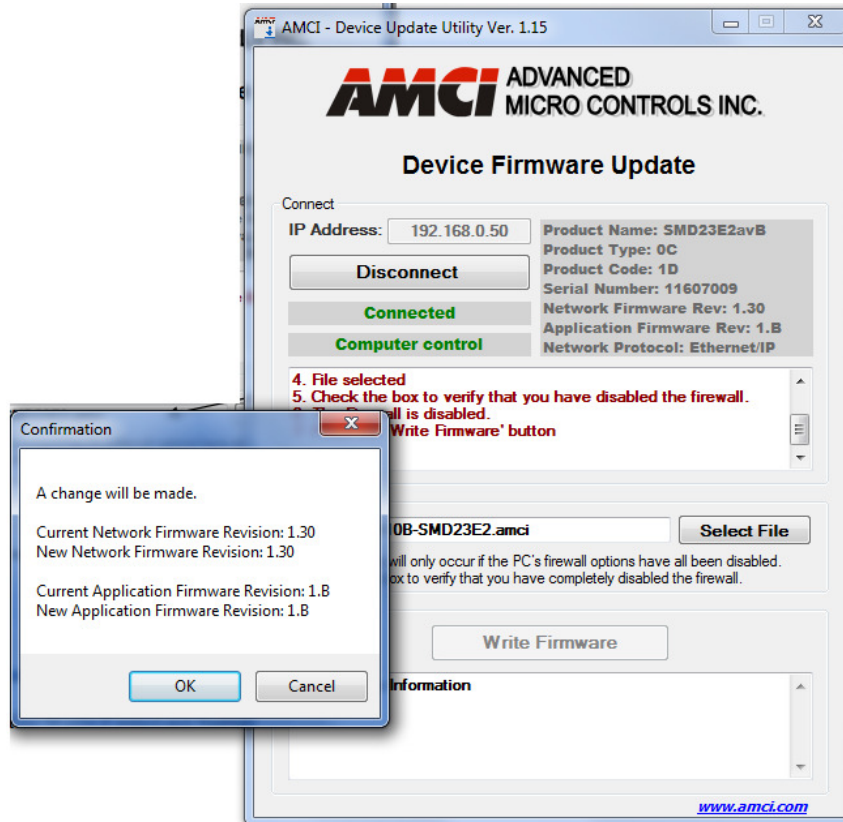 AMCI - Device Update Utility Ver. 1.15
AMCI ADVANCED
MICRO CONTROLS INC.
Device Firmware Update
Connect
IP Address: 192.168.0.50
Disconnect
Connected
Computer control
Product Name: SMD23E2avB
Product Type: 0C
Product Code: 1D
Serial Number: 11607009
Network Firmware Rev: 1.30
Application Firmware Rev: 1.B
Network Protocol: Ethernet/IP
4. File selected
5. Check the box to verify that you have disabled the firewall.
all is disabled.
'Write Firmware' button
0B-SMD23E2.amci
Select File
will only occur if the PC's firewall options have all been disabled.
ox to verify that you have completely disabled the firewall.
Write Firmware
Information
www.amci.com
Confirmation
A change will be made.
Current Network Firmware Revision: 1.30
New Network Firmware Revision: 1.30
Current Application Firmware Revision: 1.B
New Application Firmware Revision: 1.B
OK
Cancel